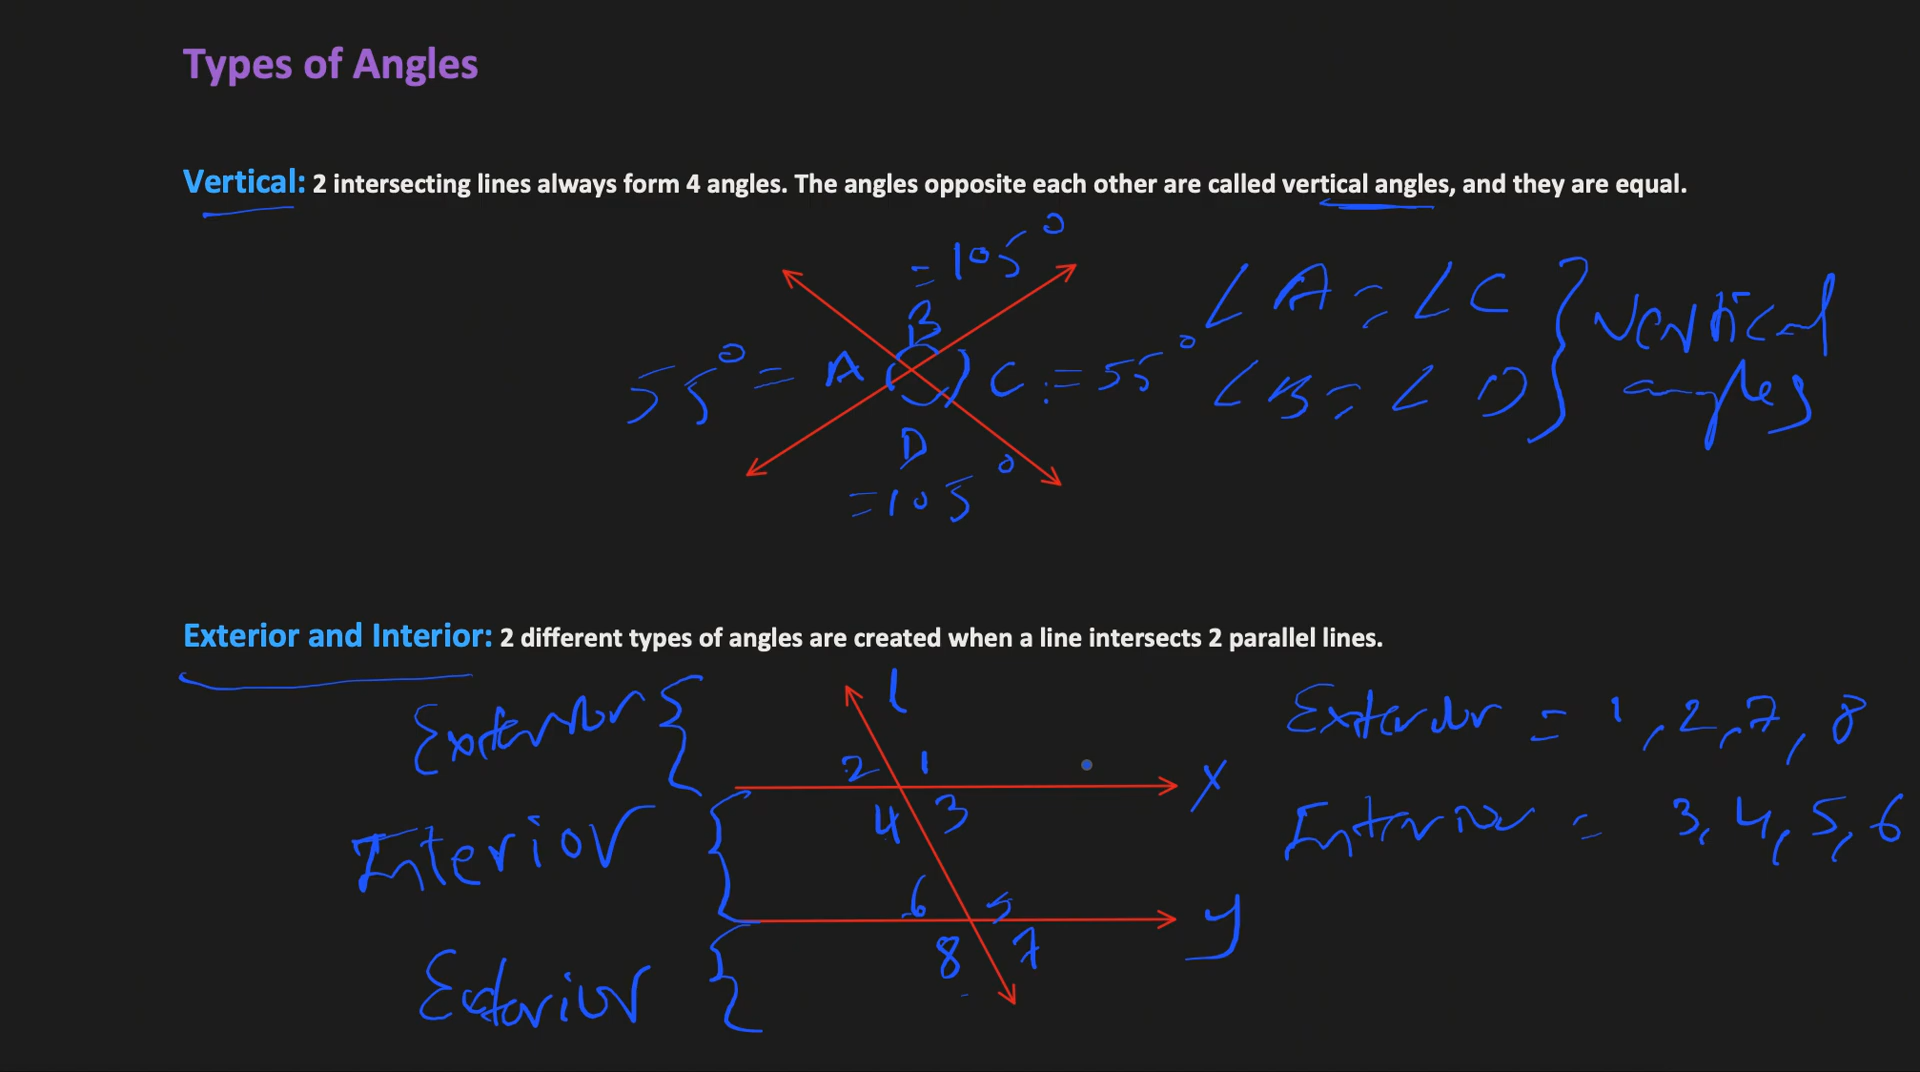 Types of Angles
Vertical: 2 intersecting lines always form 4 angles. The angles opposite each other are called vertical angles, and they are equal.
= 105°
B
55° = A
C = 55°
D
= 105°
∠A = ∠C
∠B = ∠D
vertical
angles
Exterior and Interior: 2 different types of angles are created when a line intersects 2 parallel lines.
Exterior
l
2 1
x
4 3
Interior
6 5
y
8 7
Exterior
Exterior = 1, 2, 7, 8
Interior = 3, 4, 5, 6